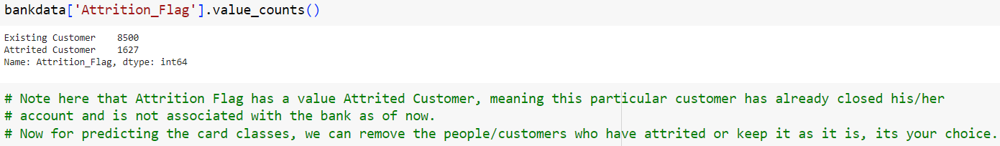 bankdata['Attrition_Flag'].value_counts()
Existing Customer    8500
Attrited Customer    1627
Name: Attrition_Flag, dtype: int64
# Note here that Attrition Flag has a value Attrited Customer, meaning this particular customer has already closed his/her
# account and is not associated with the bank as of now.
# Now for predicting the card classes, we can remove the people/customers who have attrited or keep it as it is, its your choice.